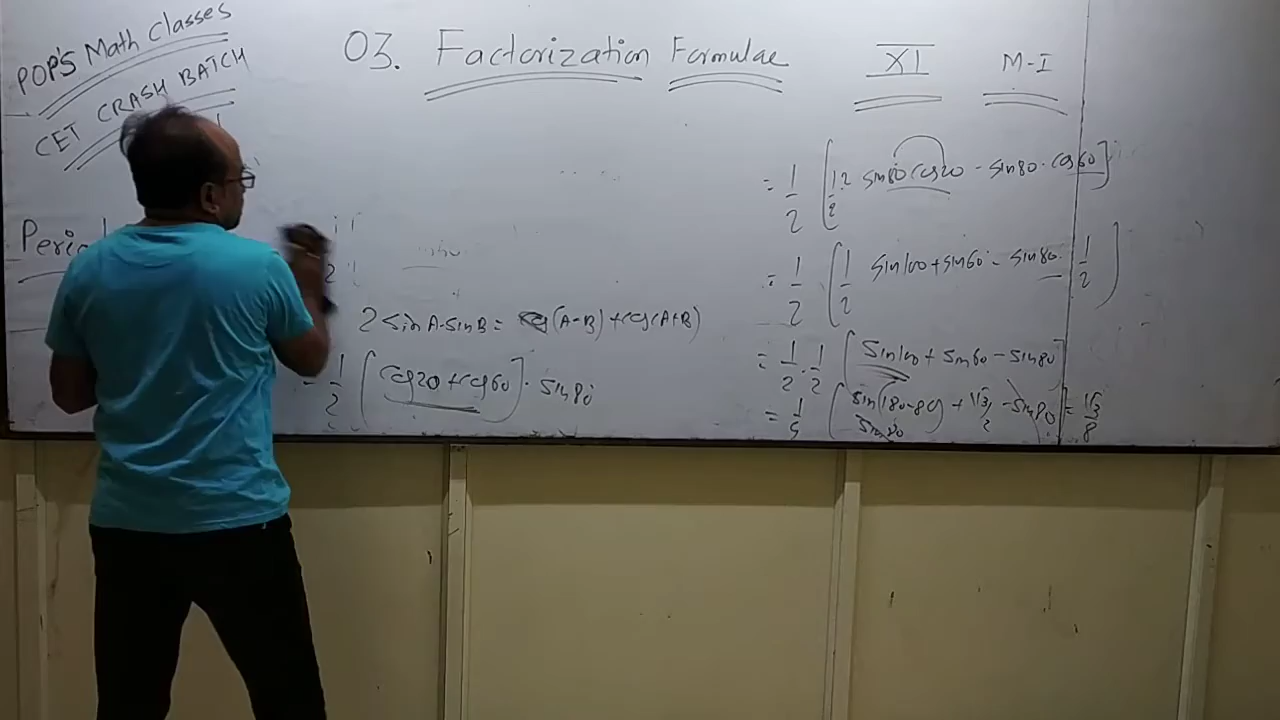 POP'S Math Classes
CET CRASH BATCH
03. Factorization Formulae XI M-I
2 sin A·sin B = cos(A-B) + cos(A+B)
= 1/2 [cos20 + cos60] · sin80
= 1/2 [1/2 2 sin80 cos20 - sin80 · cos60]
= 1/2 [1/2 sin100 + sin60 - sin80 · 1/2]
= 1/2 · 1/2 [sin100 + sin60 - sin80]
= 1/4 [sin(180-80) + √3/2 - sin80] = √3/8
sin80